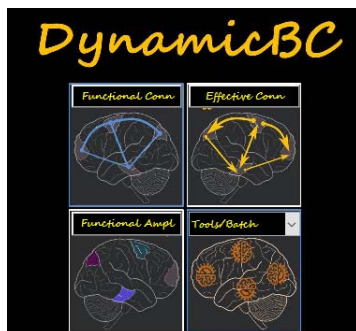 DynamicBC
Functional Conn
Effective Conn
Functional Ampl
Tools/Batch